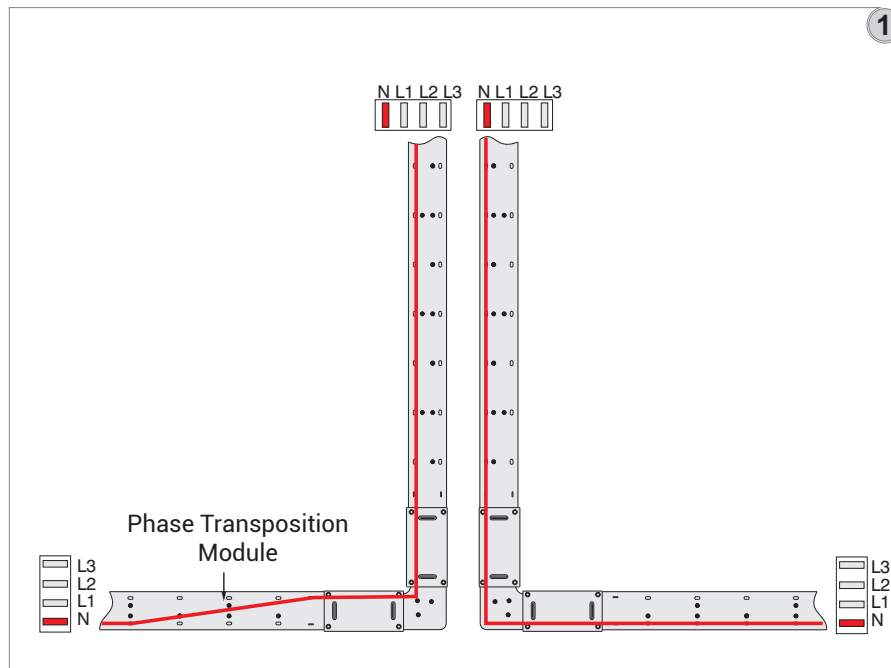 1
N L1 L2 L3
N L1 L2 L3
Phase Transposition
Module
L3
L2
L1
N
L3
L2
L1
N